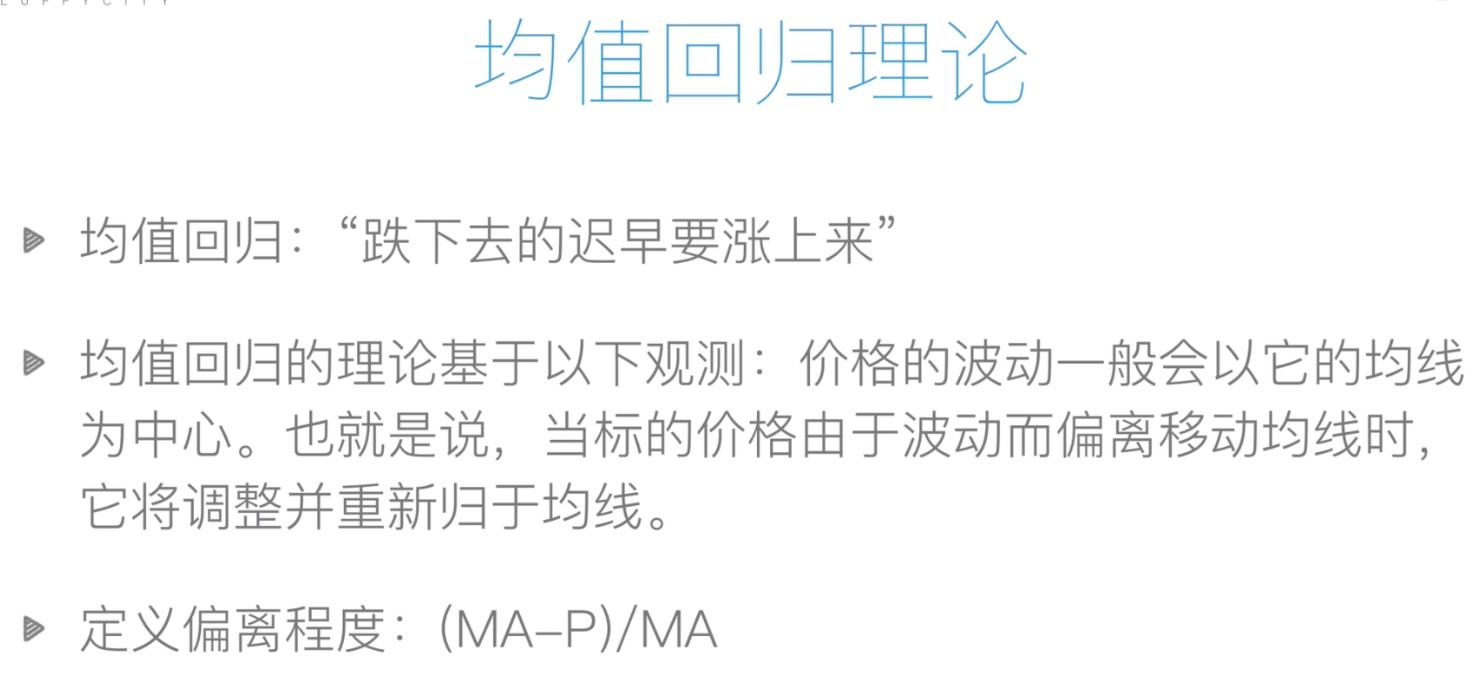 均值回归理论
均值回归：“跌下去的迟早要涨上来”
均值回归的理论基于以下观测：价格的波动一般会以它的均线
为中心。也就是说，当标的价格由于波动而偏离移动均线时，
它将调整并重新归于均线。
定义偏离程度：(MA–P)/MA